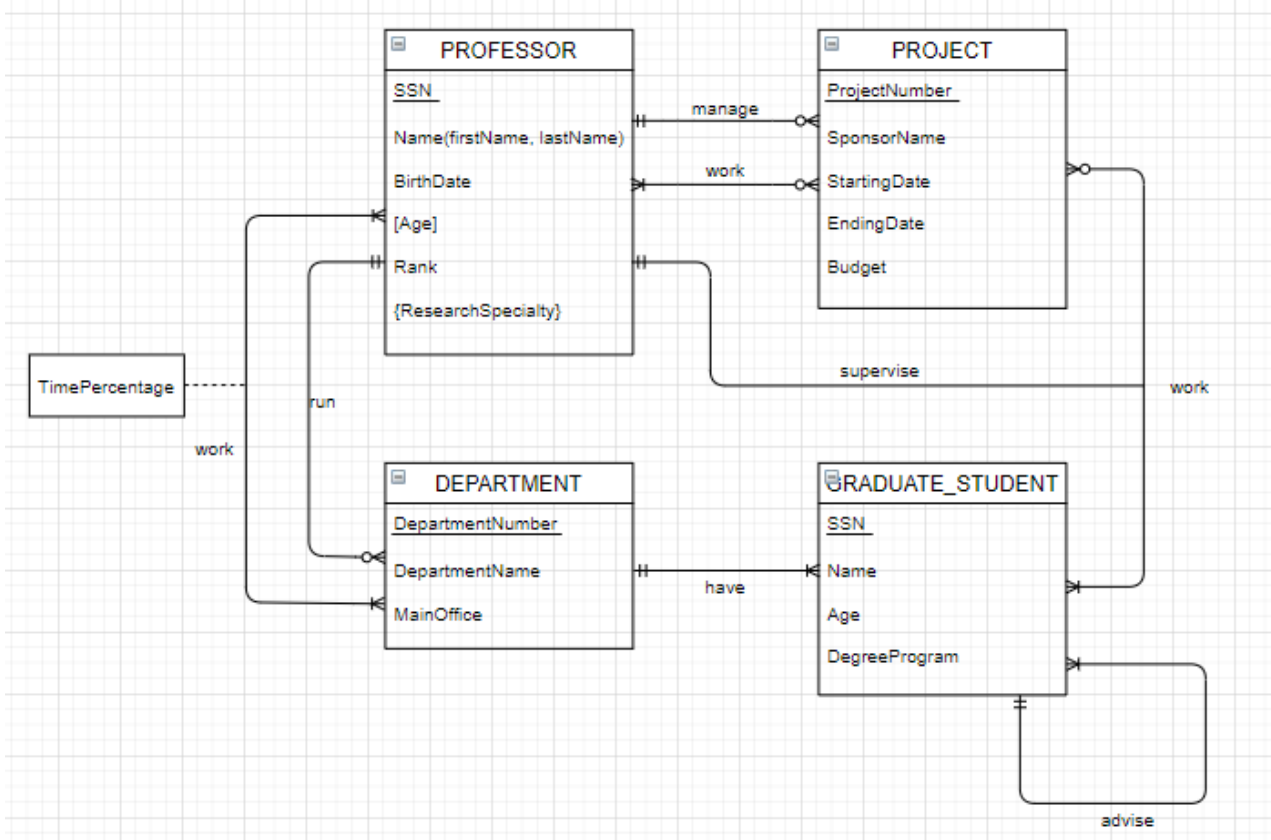 PROFESSOR
SSN
Name(firstName, lastName)
BirthDate
[Age]
Rank
{ResearchSpecialty}
PROJECT
ProjectNumber
SponsorName
StartingDate
EndingDate
Budget
manage
work
supervise
work
TimePercentage
run
work
DEPARTMENT
DepartmentNumber
DepartmentName
MainOffice
have
GRADUATE_STUDENT
SSN
Name
Age
DegreeProgram
advise